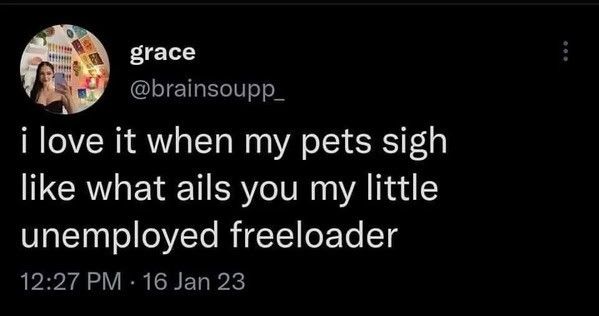 grace
@brainsoupp_
i love it when my pets sigh
like what ails you my little
unemployed freeloader
12:27 PM · 16 Jan 23